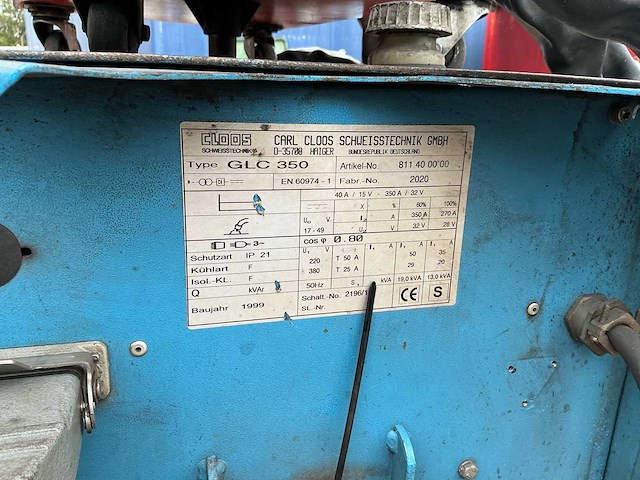 CLOOS CARL CLOOS SCHWEISSTECHNIK GMBH
SCHWEISSTECHNIK D-35708 HAIGER BUNDESREPUBLIK DEUTSCHLAND
Type GLC 350 Artikel-No. 811 40 00 00
EN 60974-1 Fabr.-No. 2020
40 A / 15 V - 350 A / 32 V
X 60% 100%
U₀ V I₂ A 350 A 270 A
17 - 49 U₂ V 32 V 28 V
3~ cos φ 0.80
Schutzart IP 21 U₁ V I₁ A I₁ A
Kühlart F 220 T 50 A 50 35
Isol.-KL. F 380 T 25 A 29 20
Q kVAr 50Hz S₁ kVA 19,0 kVA 13,0 kVA
Baujahr 1999 Schalt.-No. 2196/ CE S
SL.-Nr.